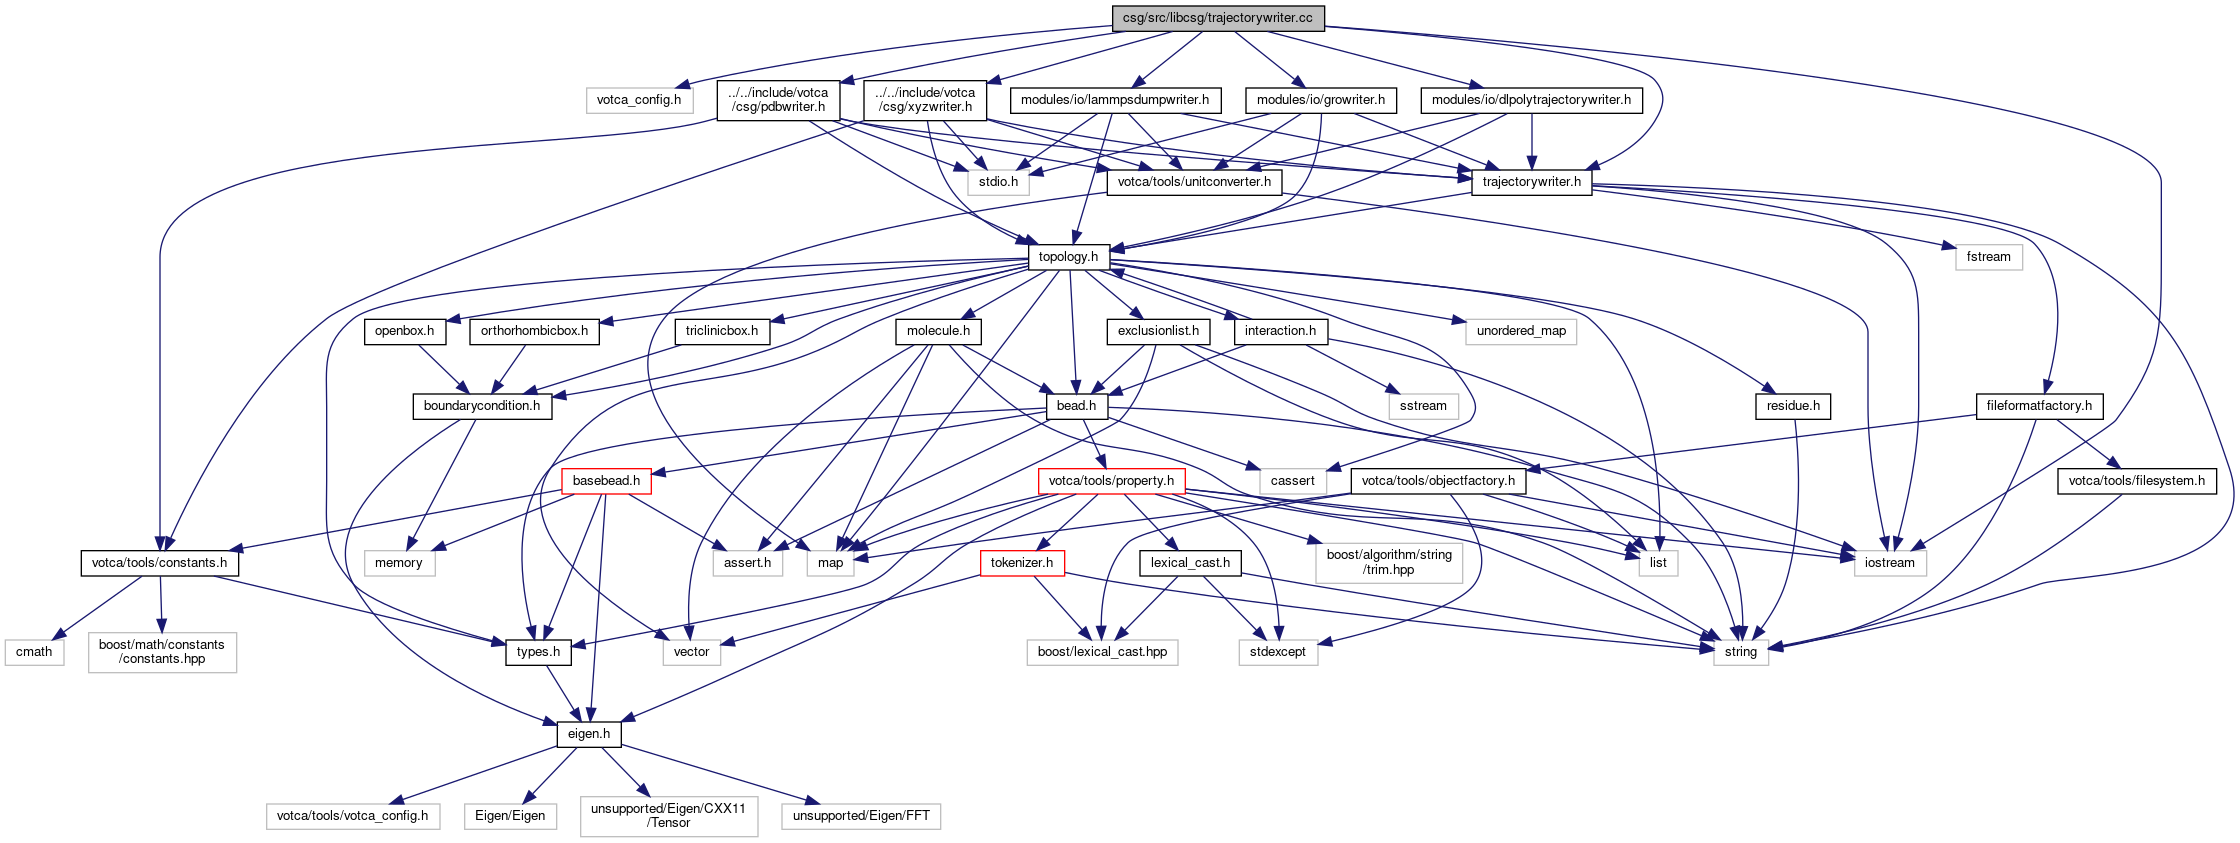 csg/src/libcsg/trajectorywriter.cc
votca_config.h
../../include/votca
/csg/pdbwriter.h
../../include/votca
/csg/xyzwriter.h
modules/io/lammpsdumpwriter.h
modules/io/growriter.h
modules/io/dlpolytrajectorywriter.h
stdio.h
votca/tools/unitconverter.h
trajectorywriter.h
topology.h
fstream
openbox.h
orthorhombicbox.h
triclinicbox.h
molecule.h
exclusionlist.h
interaction.h
unordered_map
boundarycondition.h
bead.h
sstream
residue.h
fileformatfactory.h
basebead.h
votca/tools/property.h
cassert
votca/tools/objectfactory.h
votca/tools/filesystem.h
votca/tools/constants.h
memory
assert.h
map
tokenizer.h
lexical_cast.h
boost/algorithm/string
/trim.hpp
list
iostream
cmath
boost/math/constants
/constants.hpp
types.h
vector
boost/lexical_cast.hpp
stdexcept
string
eigen.h
votca/tools/votca_config.h
Eigen/Eigen
unsupported/Eigen/CXX11
/Tensor
unsupported/Eigen/FFT